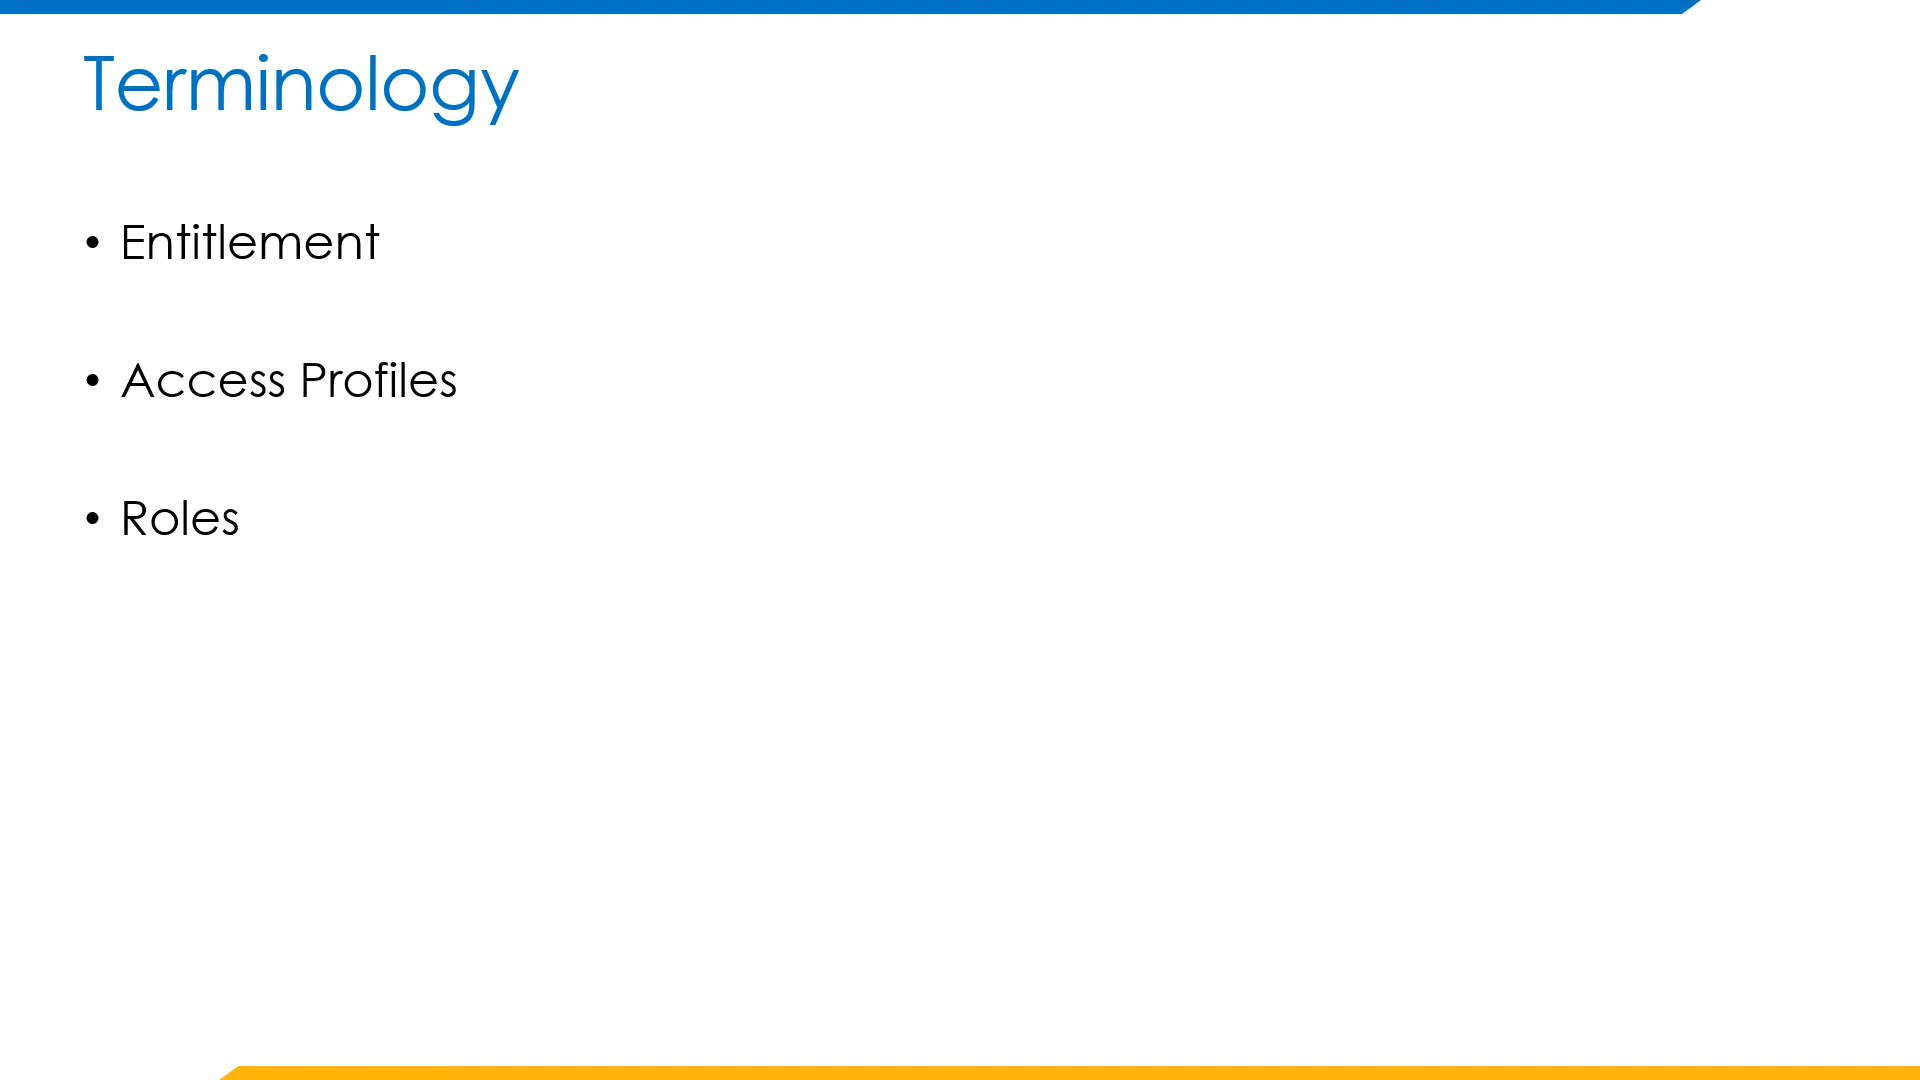 Terminology
• Entitlement
• Access Profiles
• Roles